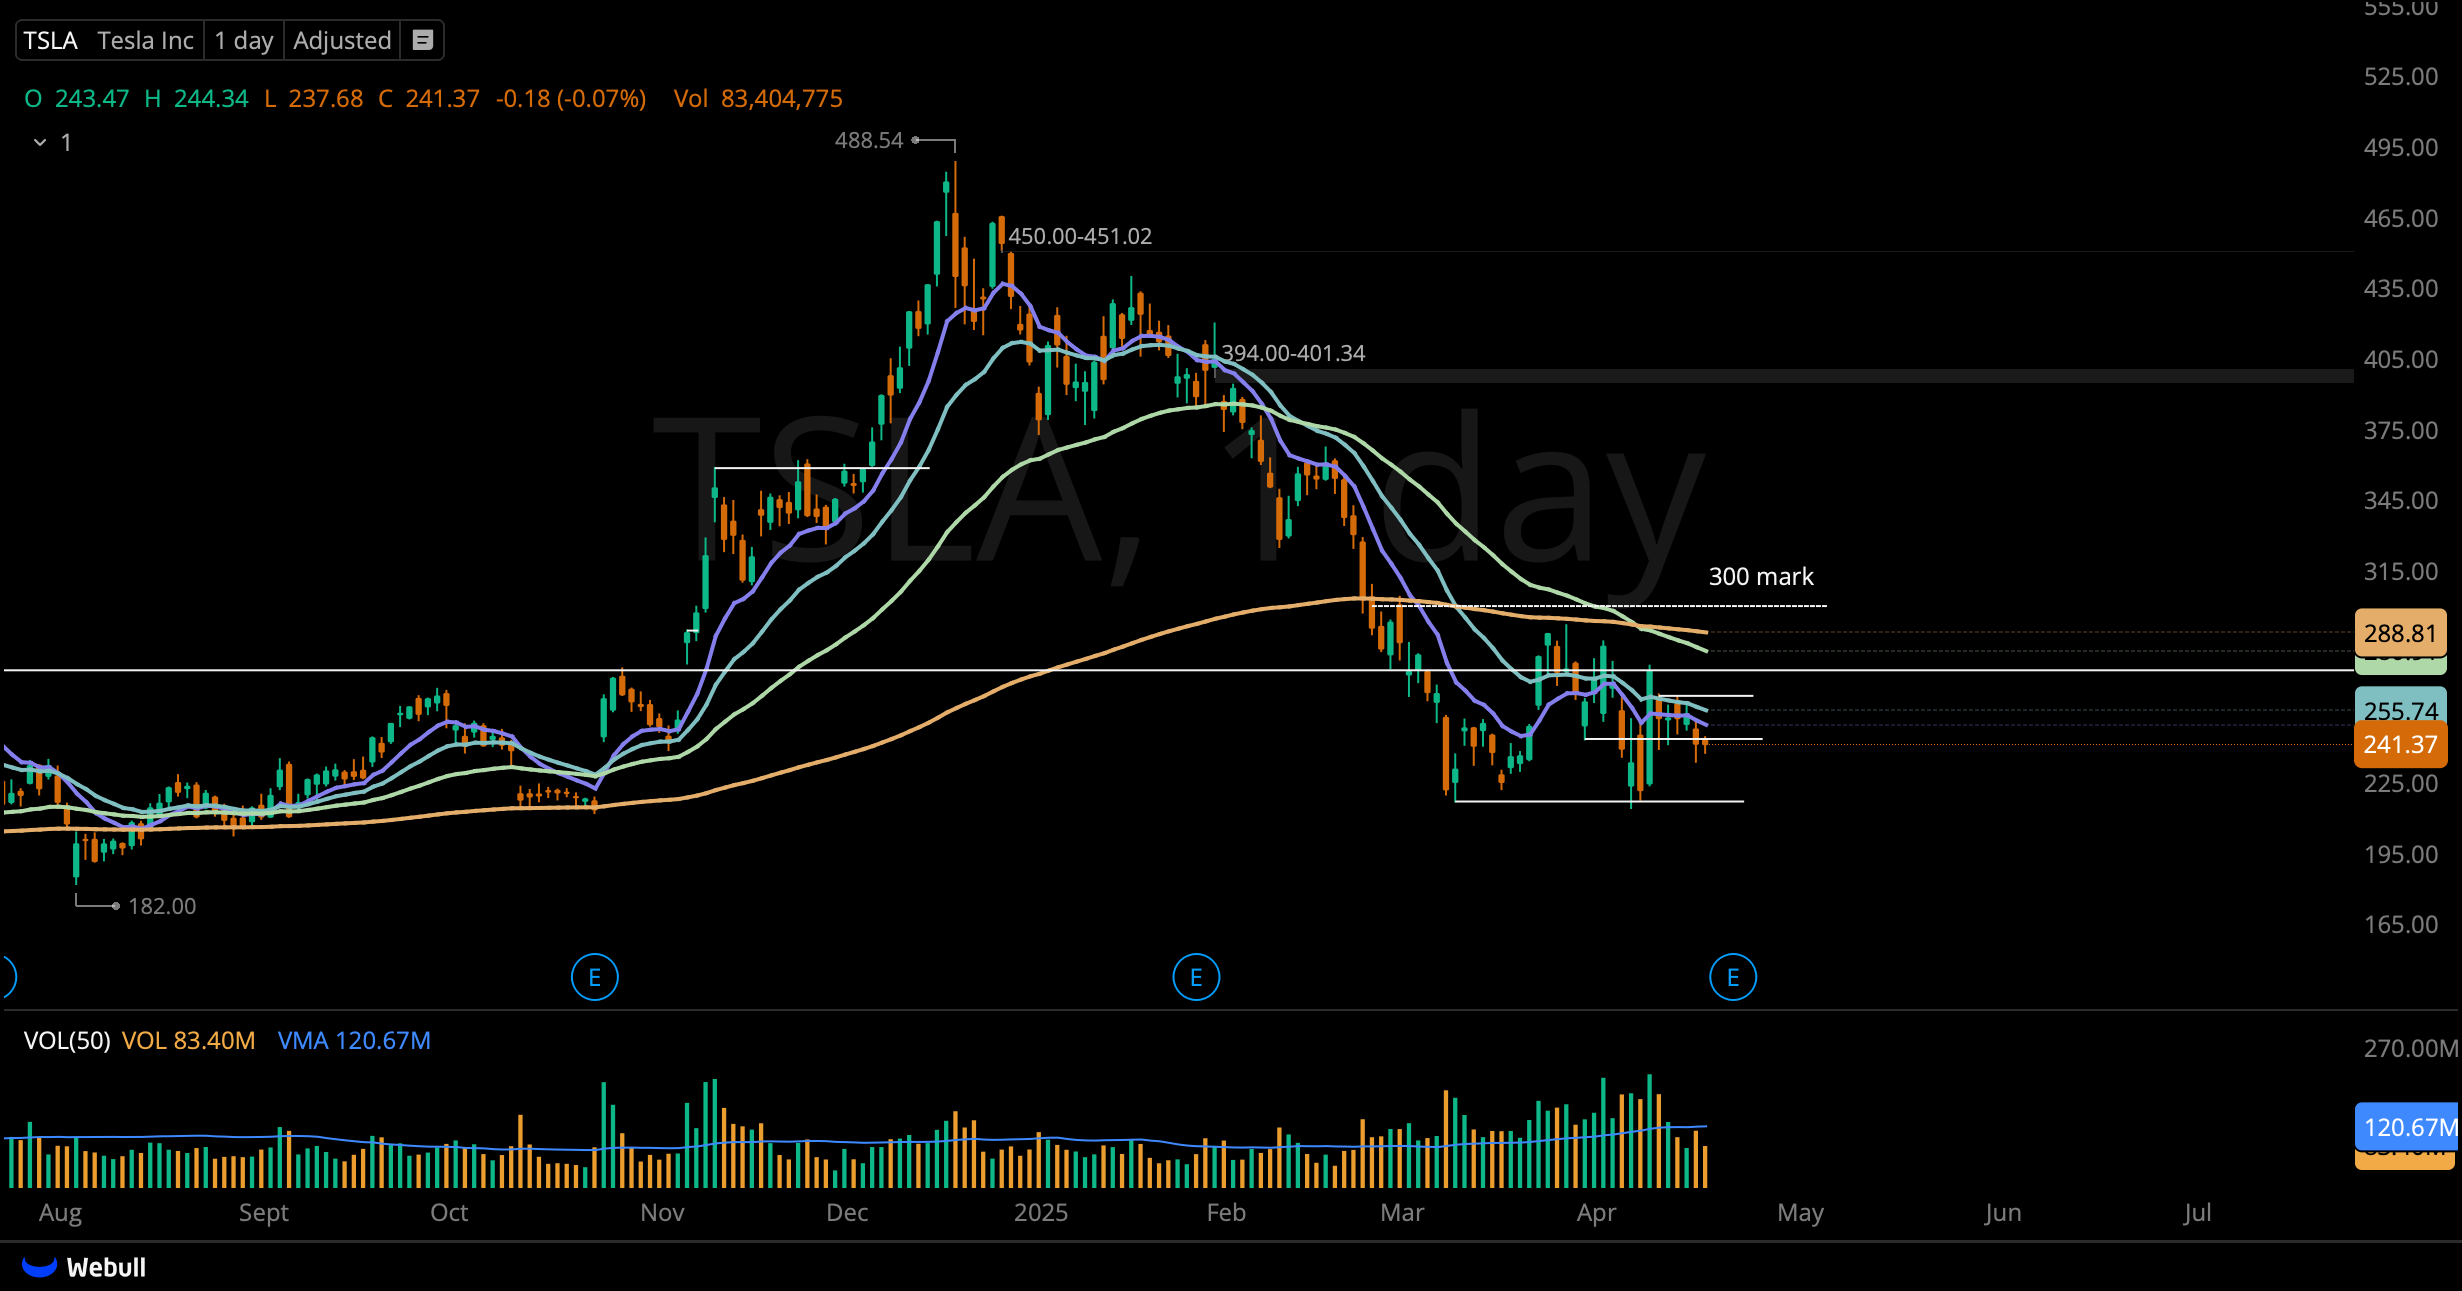 555.00
TSLA Tesla Inc 1 day Adjusted
525.00
O 243.47 H 244.34 L 237.68 C 241.37 -0.18 (-0.07%) Vol 83,404,775
1
488.54
495.00
465.00
450.00-451.02
435.00
394.00-401.34
405.00
TSLA, 1 day
375.00
345.00
300 mark
315.00
288.81
255.74
241.37
225.00
195.00
182.00
165.00
E
E
E
VOL(50) VOL 83.40M VMA 120.67M
270.00M
120.67M
Aug Sept Oct Nov Dec 2025 Feb Mar Apr May Jun Jul
Webull